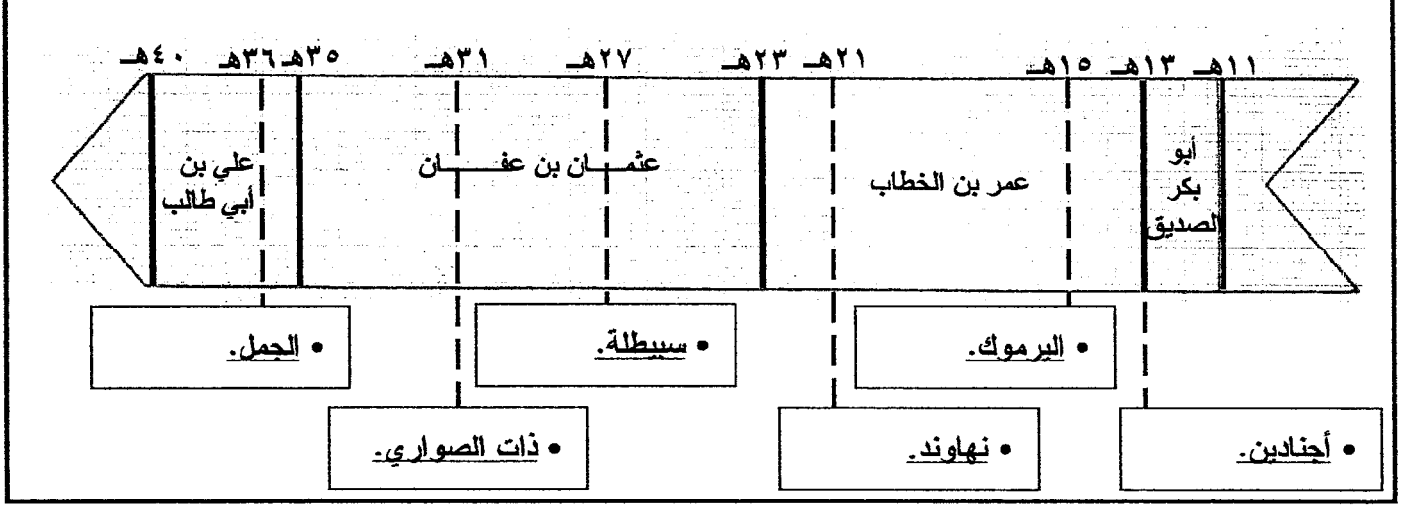 ١١هـ ١٣هـ ١٥هـ ٢١هـ ٢٣هـ ٢٧هـ ٣١هـ ٣٥هـ ٣٦هـ ٤٠هـ
أبو
بكر
الصديق
عمر بن الخطاب
عثمـــان بن عفـــــــان
علي بن
أبي طالب
• اليرموك.
• سبيطلة.
• الجمل.
• أجنادين.
• نهاوند.
• ذات الصواري.